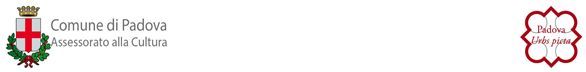 Comune di Padova
Assessorato alla Cultura
Padova
Urbs picta